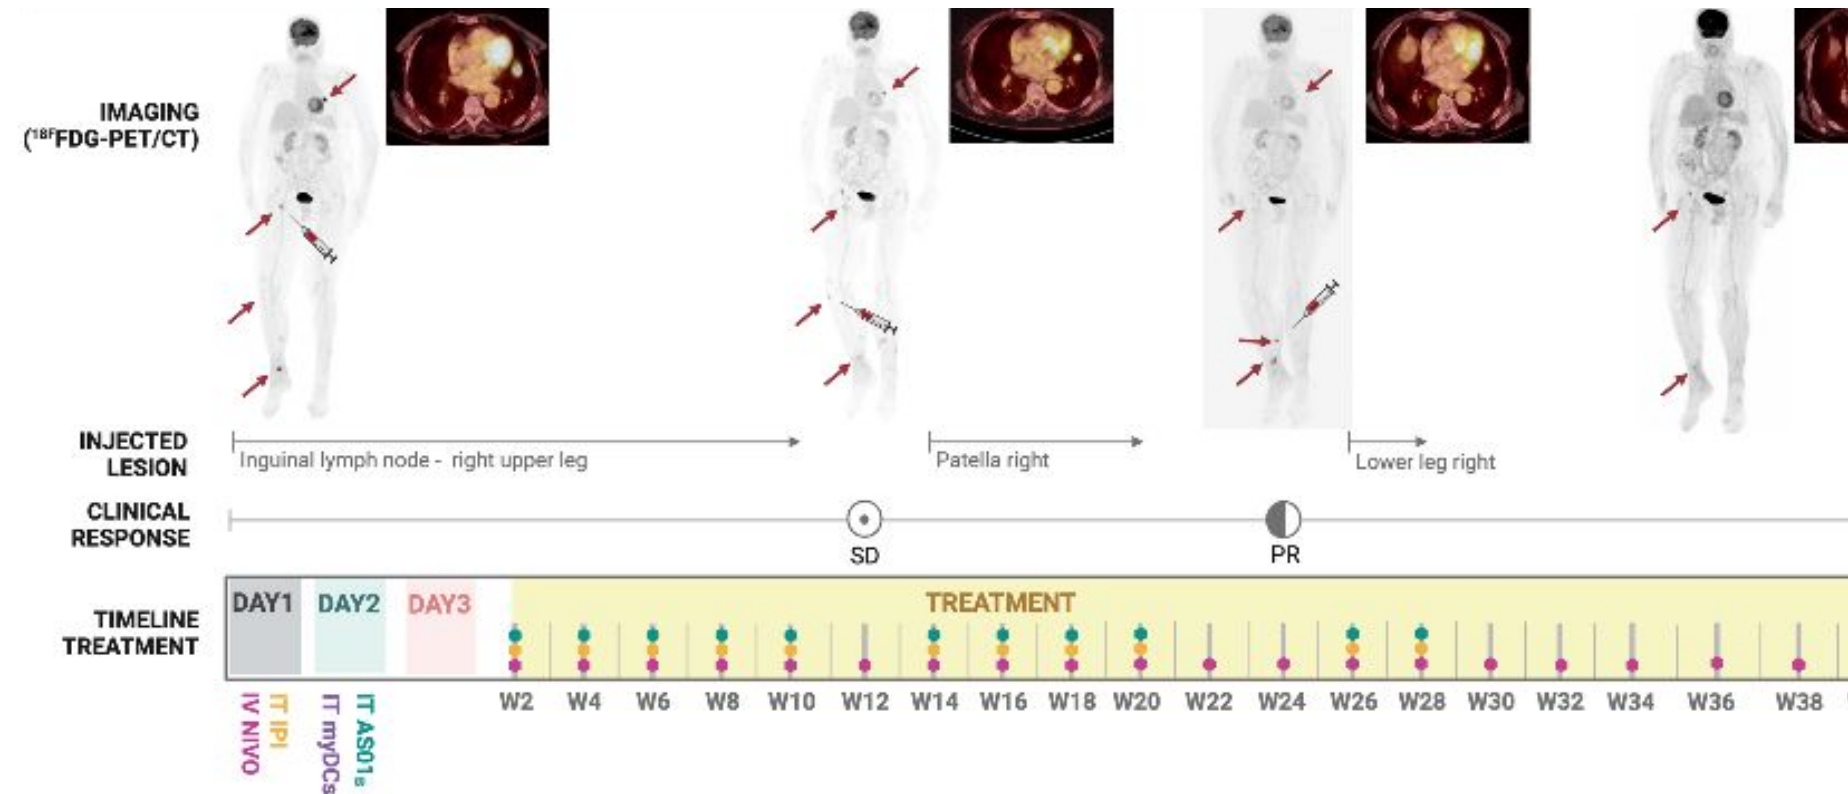 IMAGING
(18FFDG-PET/CT)
INJECTED
LESION
Inguinal lymph node - right upper leg
Patella right
Lower leg right
CLINICAL
RESPONSE
SD
PR
TIMELINE
TREATMENT
DAY1
DAY2
DAY3
TREATMENT
W2 W4 W6 W8 W10 W12 W14 W16 W18 W20 W22 W24 W26 W28 W30 W32 W34 W36 W38
IV NIVO
IT IPI
IT myDCs
IT AS01B